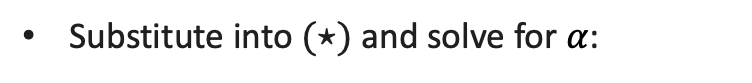 • Substitute into (⋆) and solve for α: